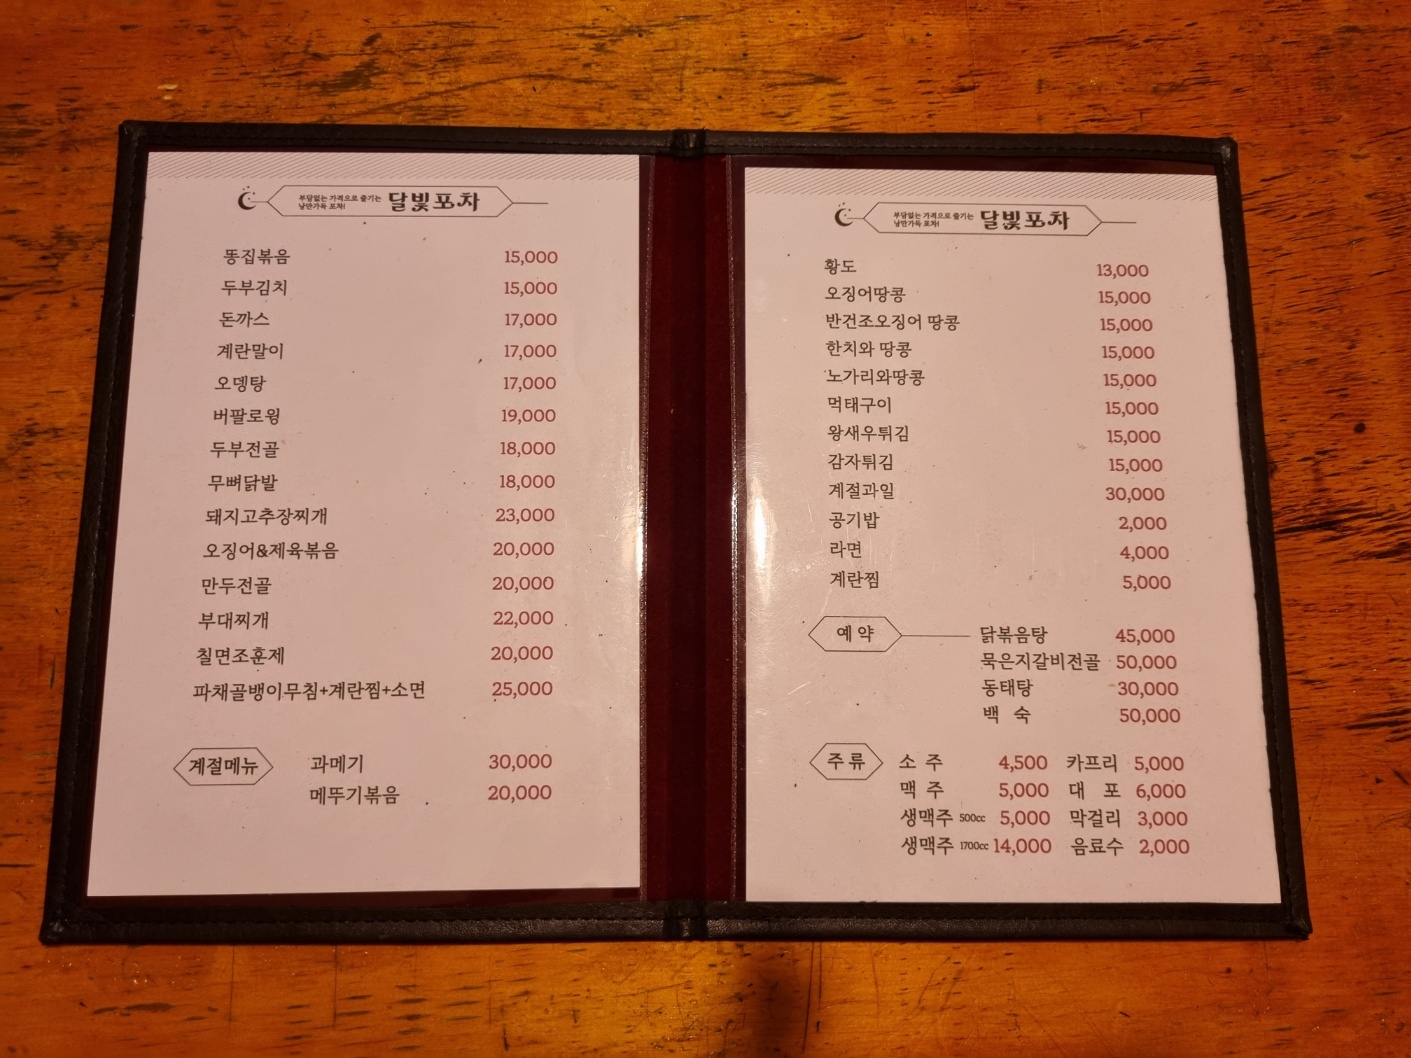 부담없는 가격으로 즐기는
낭만가득 포차!
달빛포차
똥집볶음 15,000
두부김치 15,000
돈까스 17,000
계란말이 17,000
오뎅탕 17,000
버팔로윙 19,000
두부전골 18,000
무뼈닭발 18,000
돼지고추장찌개 23,000
오징어&제육볶음 20,000
만두전골 20,000
부대찌개 22,000
칠면조훈제 20,000
파채골뱅이무침+계란찜+소면 25,000
계절메뉴 과메기 30,000
메뚜기볶음 20,000
부담없는 가격으로 즐기는
낭만가득 포차!
달빛포차
황도 13,000
오징어땅콩 15,000
반건조오징어 땅콩 15,000
한치와 땅콩 15,000
노가리와땅콩 15,000
먹태구이 15,000
왕새우튀김 15,000
감자튀김 15,000
계절과일 30,000
공기밥 2,000
라면 4,000
계란찜 5,000
예약 닭볶음탕 45,000
묵은지갈비전골 50,000
동태탕 30,000
백 숙 50,000
주류 소 주 4,500 카프리 5,000
맥 주 5,000 대 포 6,000
생맥주 500cc 5,000 막걸리 3,000
생맥주 1700cc 14,000 음료수 2,000